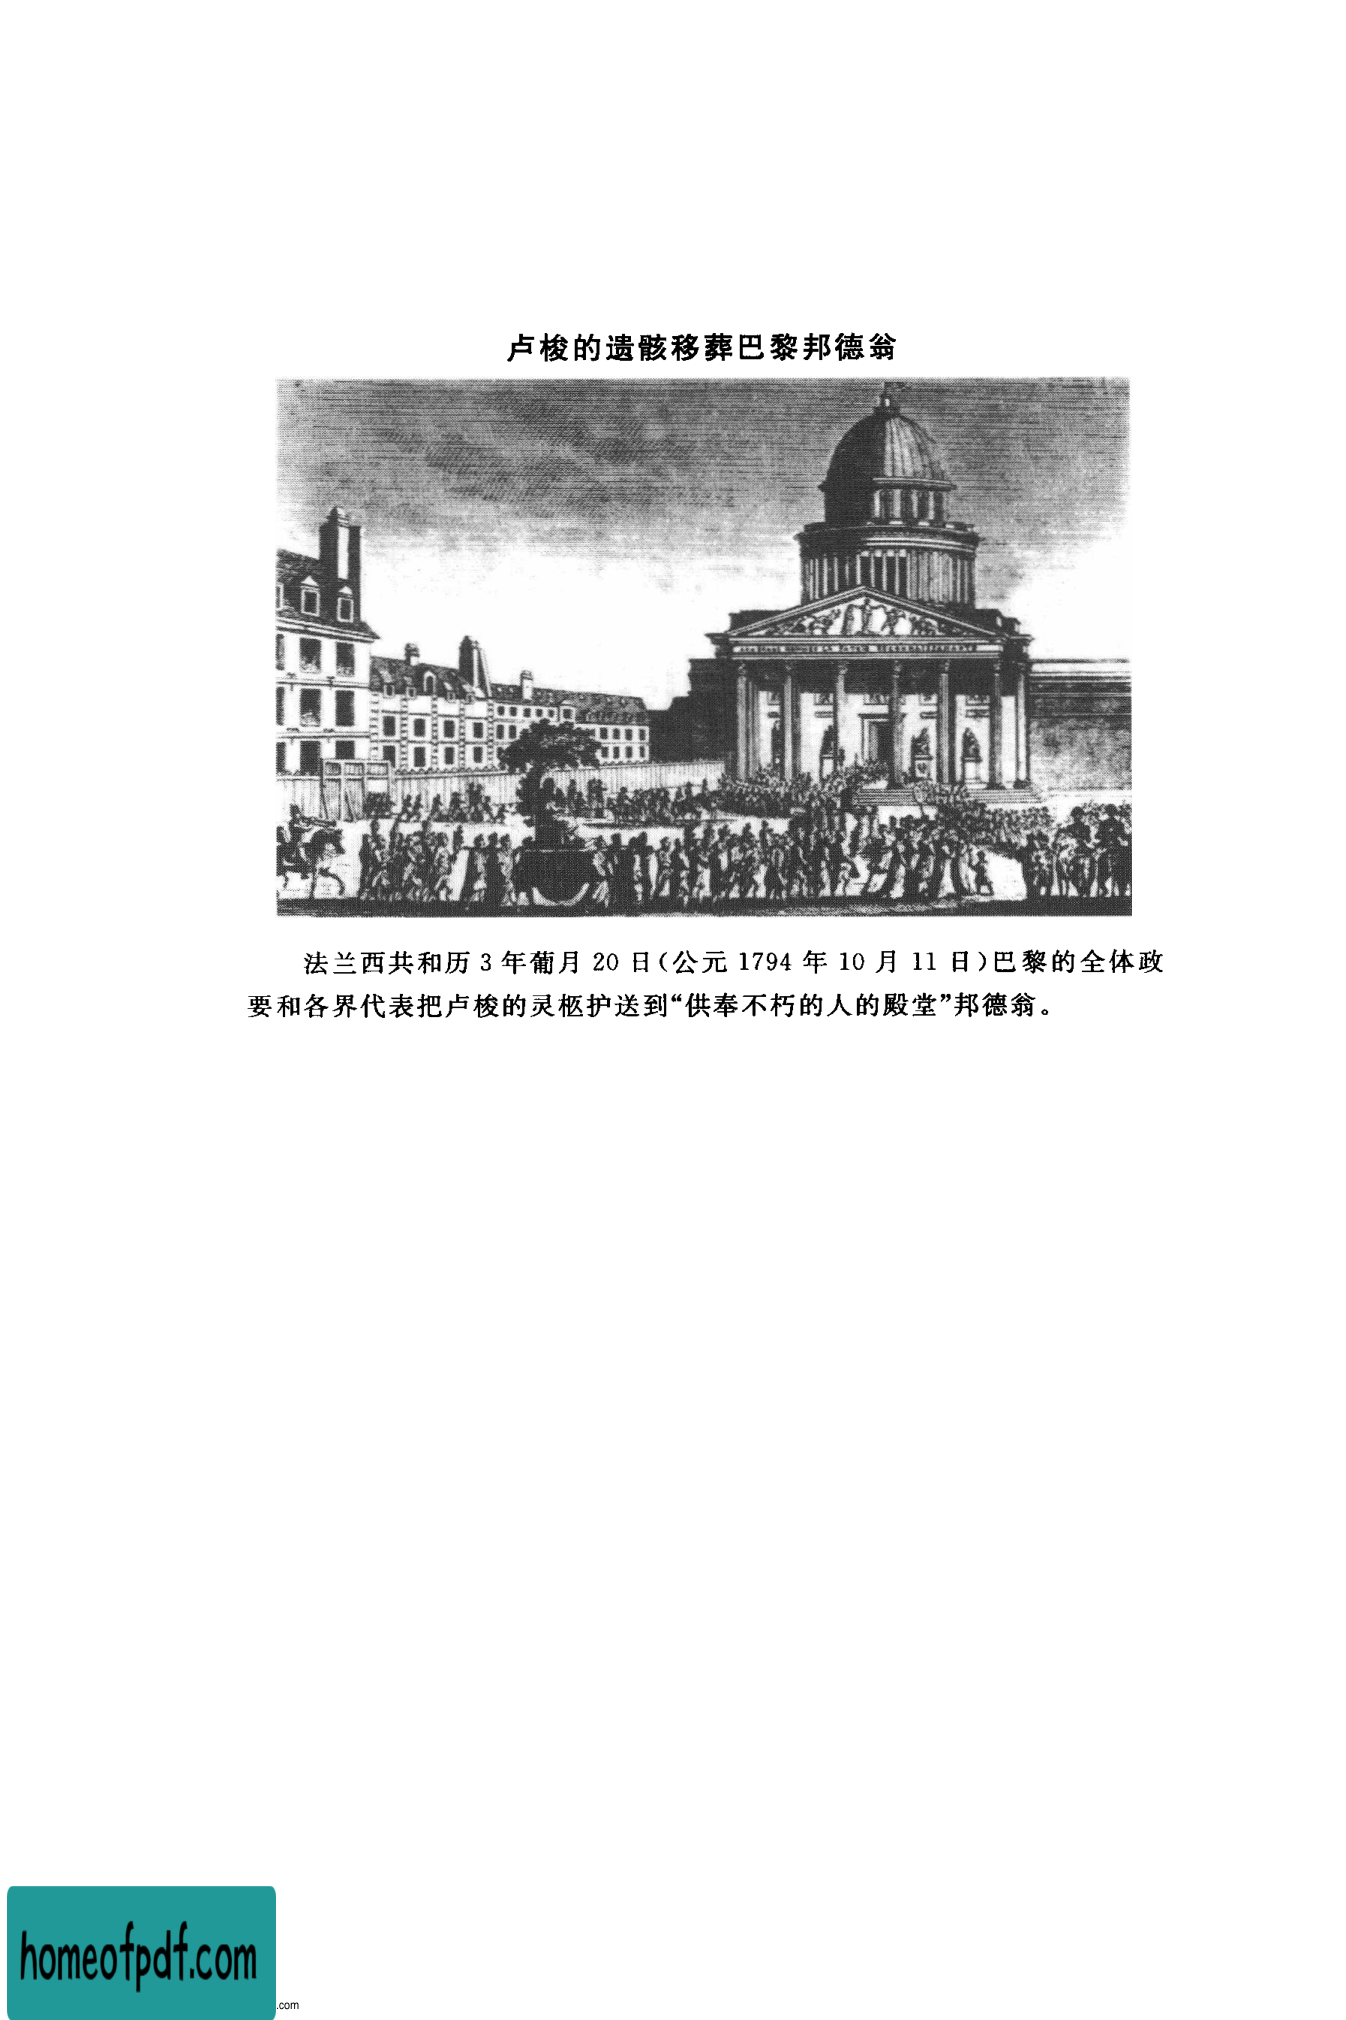 卢梭的遗骸移葬巴黎邦德翁
法兰西共和历 3 年葡月 20 日(公元 1794 年 10 月 11 日)巴黎的全体政
要和各界代表把卢梭的灵柩护送到“供奉不朽的人的殿堂”邦德翁。
homeofpdf.com
.com